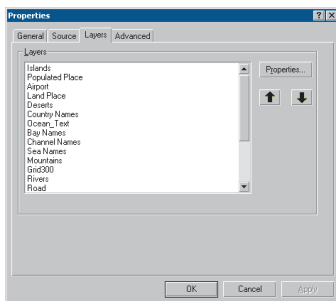 Properties
General Source Layers Advanced
Layers
Islands
Populated Place
Airport
Land Place
Deserts
Country Names
Ocean_Text
Bay Names
Channel Names
Sea Names
Mountains
Grid300
Rivers
Road
Properties...
OK Cancel Apply